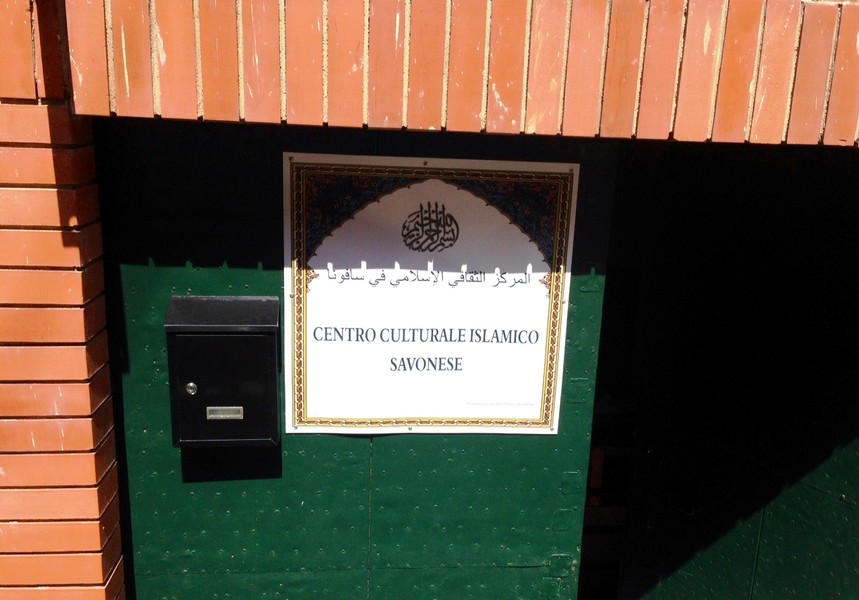 بسم الله الرحمن الرحيم
المركز الثقافي الإسلامي في سافونا
CENTRO CULTURALE ISLAMICO
SAVONESE